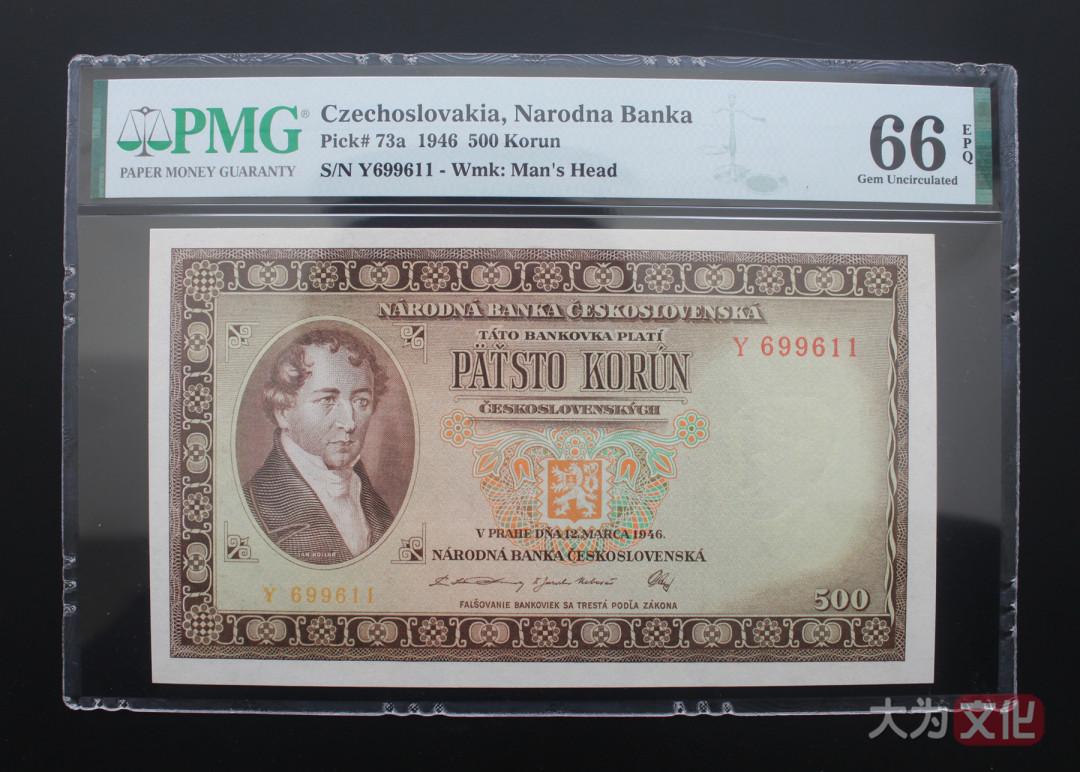 PMG®
PAPER MONEY GUARANTY
Czechoslovakia, Narodna Banka
Pick# 73a 1946 500 Korun
S/N Y699611 - Wmk: Man's Head
66
EPQ
Gem Uncirculated
NÁRODNÁ BANKA ČESKOSLOVENSKÁ
TÁTO BANKOVKA PLATÍ
PÄŤSTO KORÚN
ČESKOSLOVENSKÝCH
Y 699611
JÁN KOLLÁR
V PRAHE DŇA 12. MARCA 1946.
NÁRODNÁ BANKA ČESKOSLOVENSKÁ
Y 699611
FALŠOVANIE BANKOVIEK SA TRESTÁ PODĽA ZÁKONA
500
大为文化